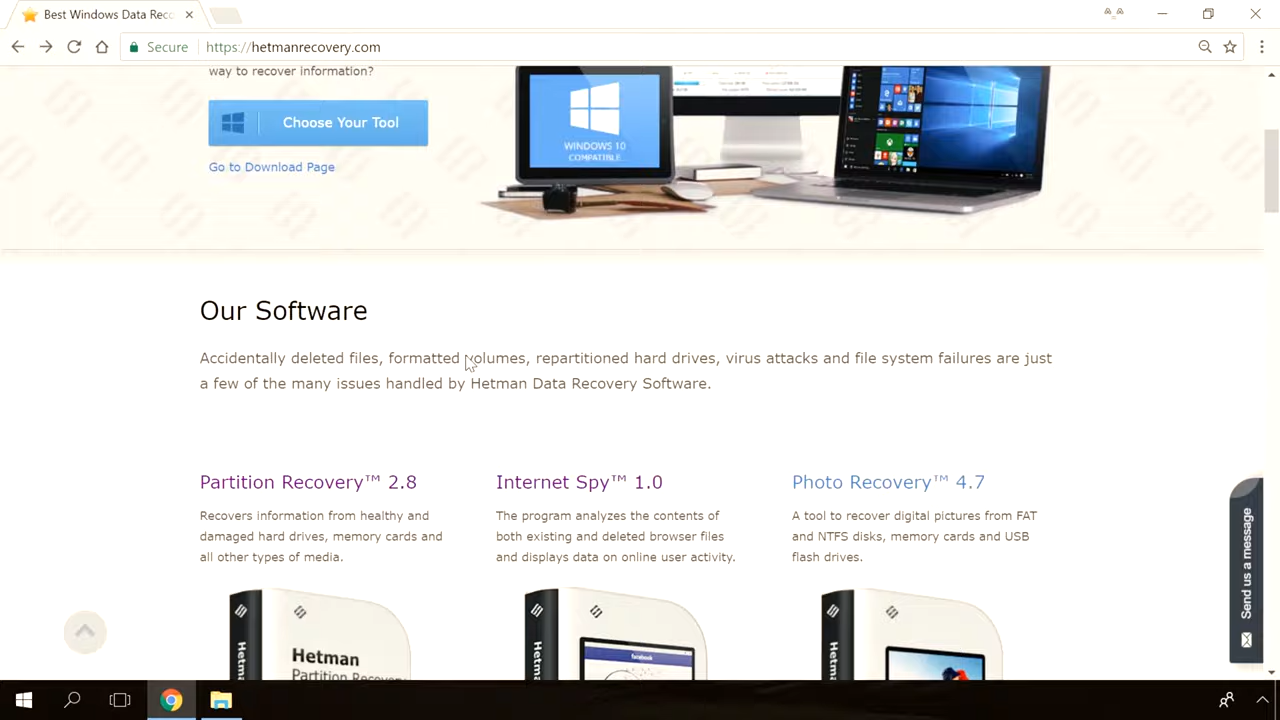 Best Windows Data Rec
Secure
https://hetmanrecovery.com
way to recover information?
Choose Your Tool
Go to Download Page
WINDOWS 10
COMPATIBLE
Our Software
Accidentally deleted files, formatted volumes, repartitioned hard drives, virus attacks and file system failures are just
a few of the many issues handled by Hetman Data Recovery Software.
Partition Recovery™ 2.8
Internet Spy™ 1.0
Photo Recovery™ 4.7
Recovers information from healthy and
damaged hard drives, memory cards and
all other types of media.
The program analyzes the contents of
both existing and deleted browser files
and displays data on online user activity.
A tool to recover digital pictures from FAT
and NTFS disks, memory cards and USB
flash drives.
Send us a message
Hetman
Partition Recovery
Hetman
facebook